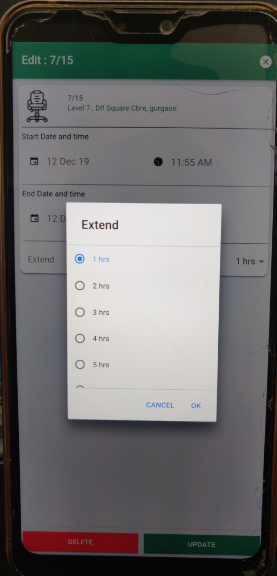 Edit : 7/15
7/15
Level 7 , Dlf Square Cbre, gurgaon
Start Date and time
12 Dec 19 11:55 AM
End Date and time
12 D
Extend 1 hrs
Extend
1 hrs
2 hrs
3 hrs
4 hrs
5 hrs
CANCEL OK
DELETE UPDATE